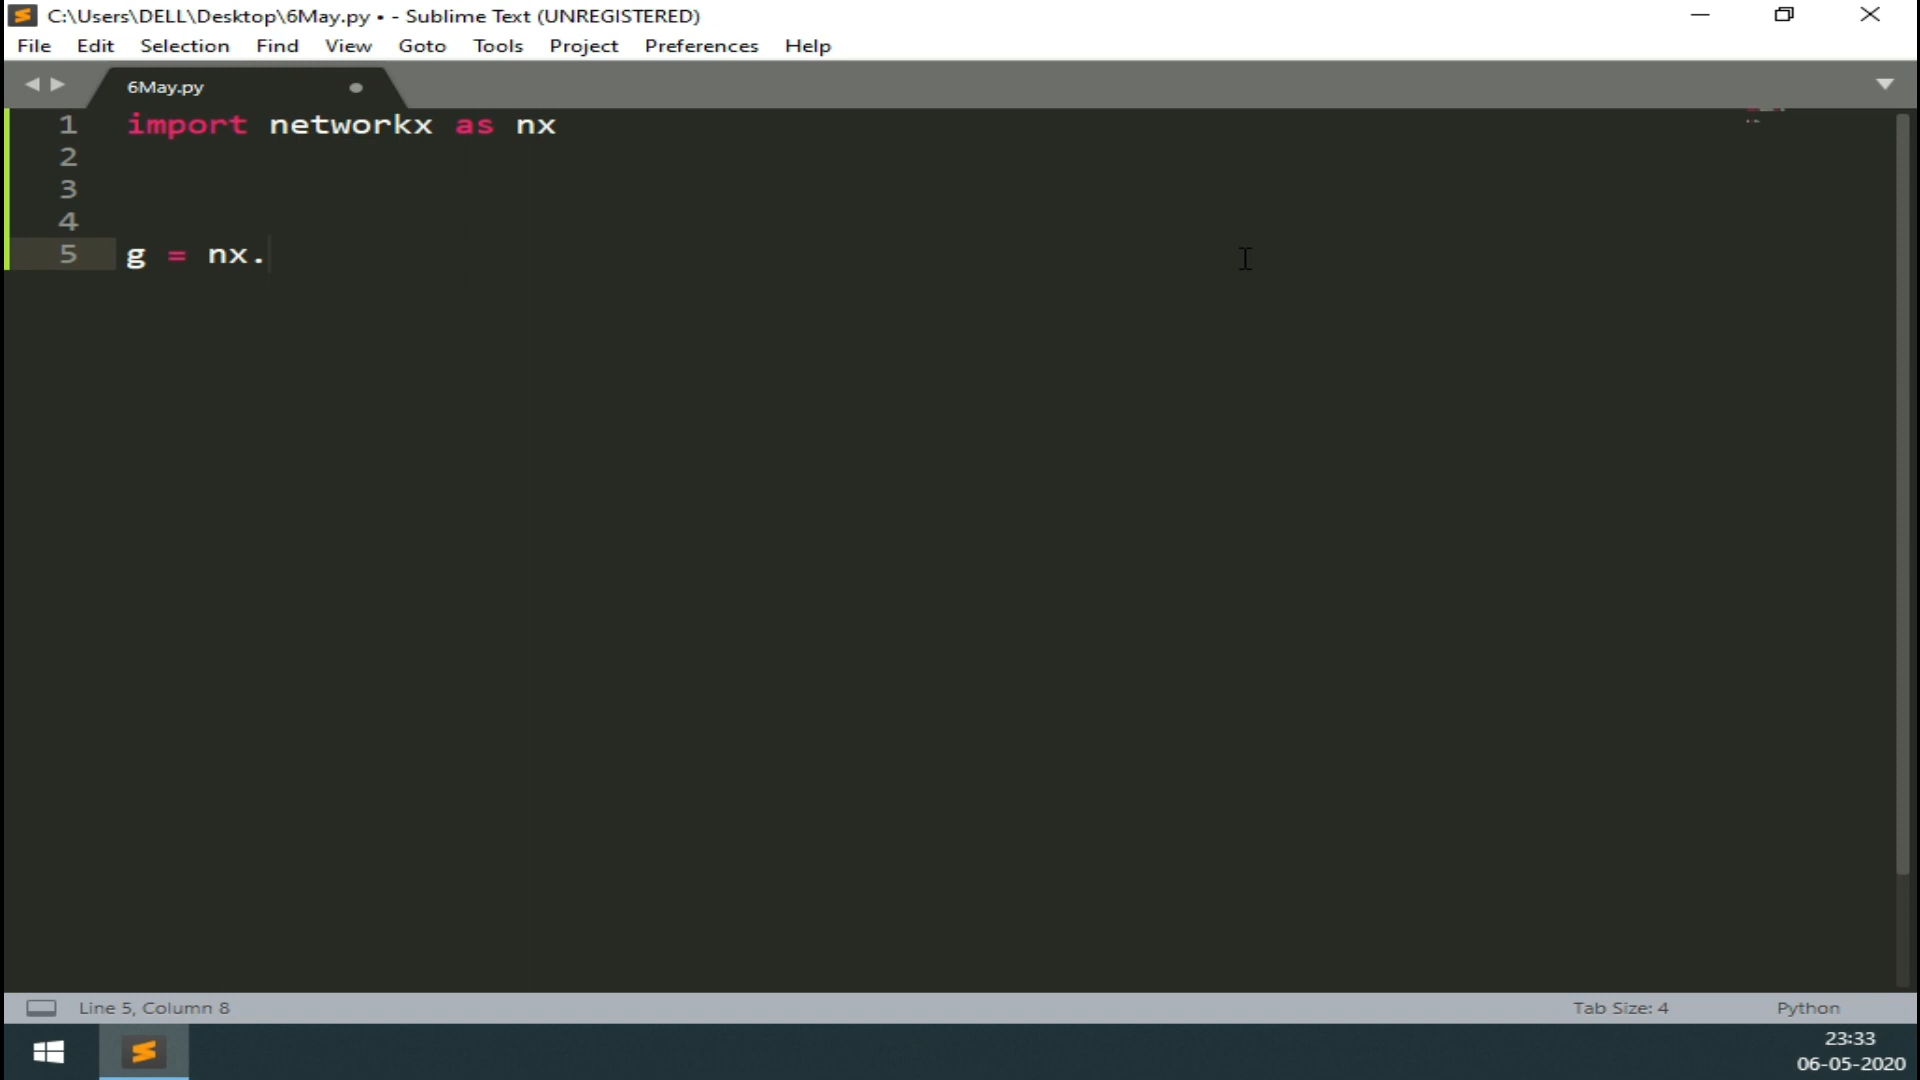 C:\Users\DELL\Desktop\6May.py • - Sublime Text (UNREGISTERED)
File Edit Selection Find View Goto Tools Project Preferences Help
6May.py
1 import networkx as nx
2
3
4
5 g = nx.
Line 5, Column 8 Tab Size: 4 Python
23:33
06-05-2020